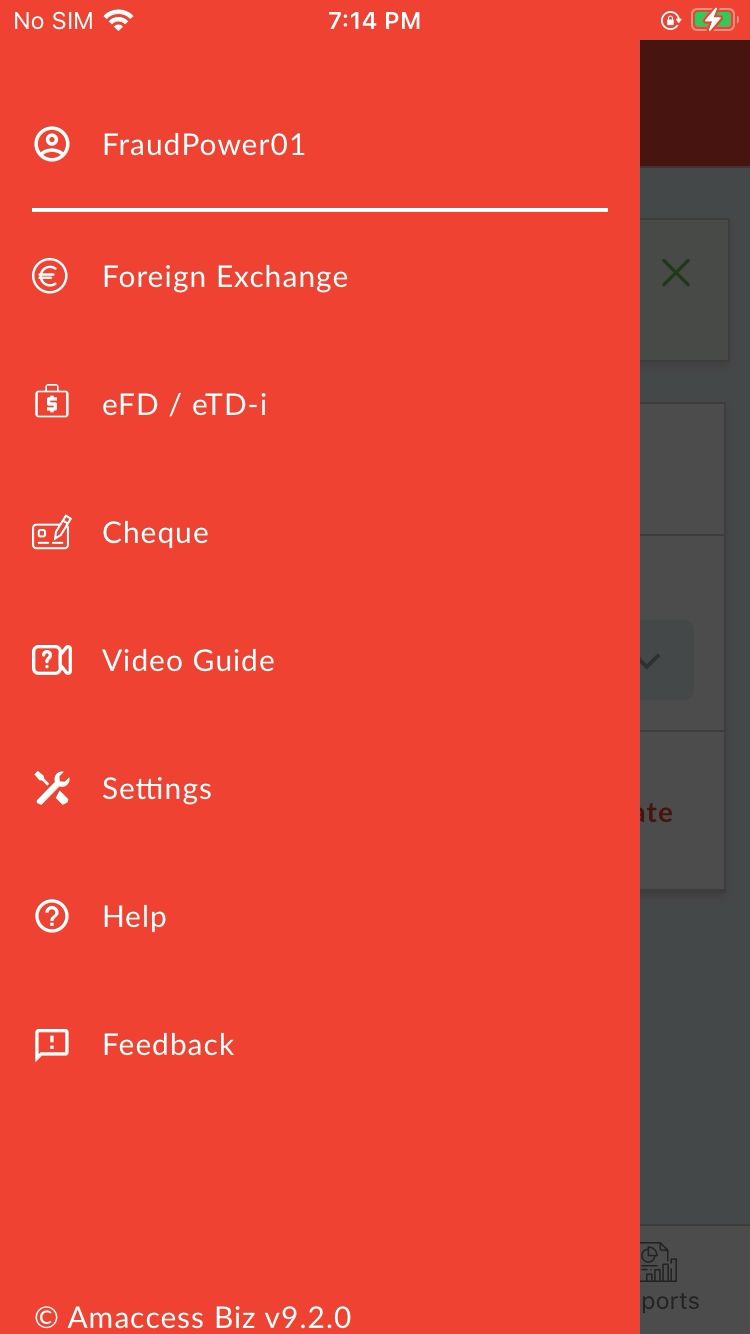 No SIM 7:14 PM
FraudPower01
Foreign Exchange
eFD / eTD-i
Cheque
Video Guide
ate
Settings
Help
Feedback
ports
© Amaccess Biz v9.2.0